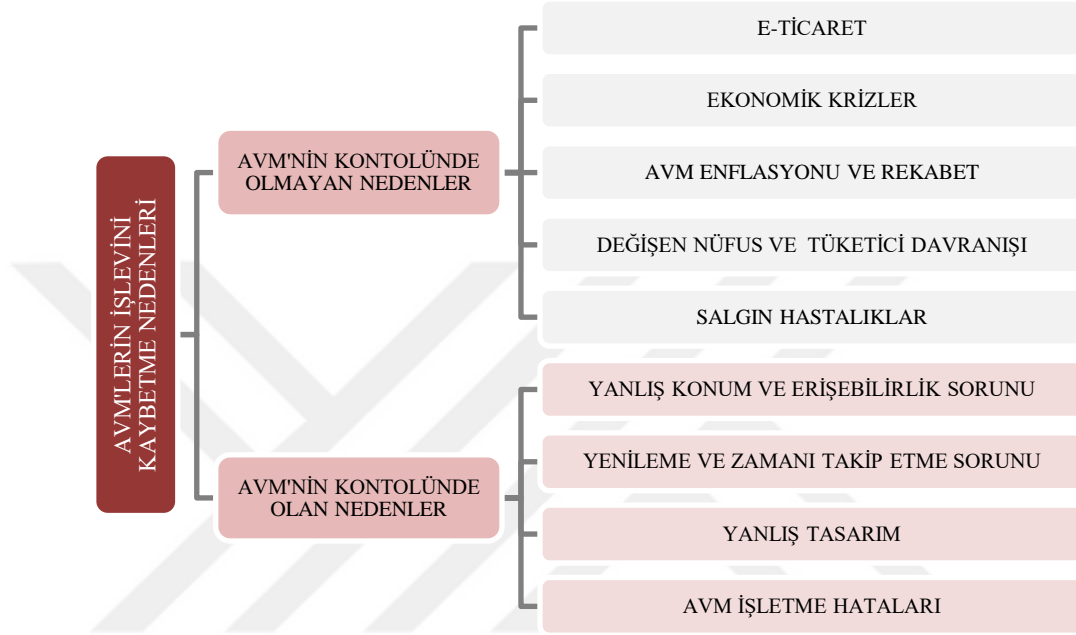 AVM'LERİN İŞLEVİNİ
KAYBETME NEDENLERİ
AVM'NİN KONTOLÜNDE
OLMAYAN NEDENLER
E-TİCARET
EKONOMİK KRİZLER
AVM ENFLASYONU VE REKABET
DEĞİŞEN NÜFUS VE TÜKETİCİ DAVRANIŞI
SALGIN HASTALIKLAR
AVM'NİN KONTOLÜNDE
OLAN NEDENLER
YANLIŞ KONUM VE ERİŞEBİLİRLİK SORUNU
YENİLEME VE ZAMANI TAKİP ETME SORUNU
YANLIŞ TASARIM
AVM İŞLETME HATALARI